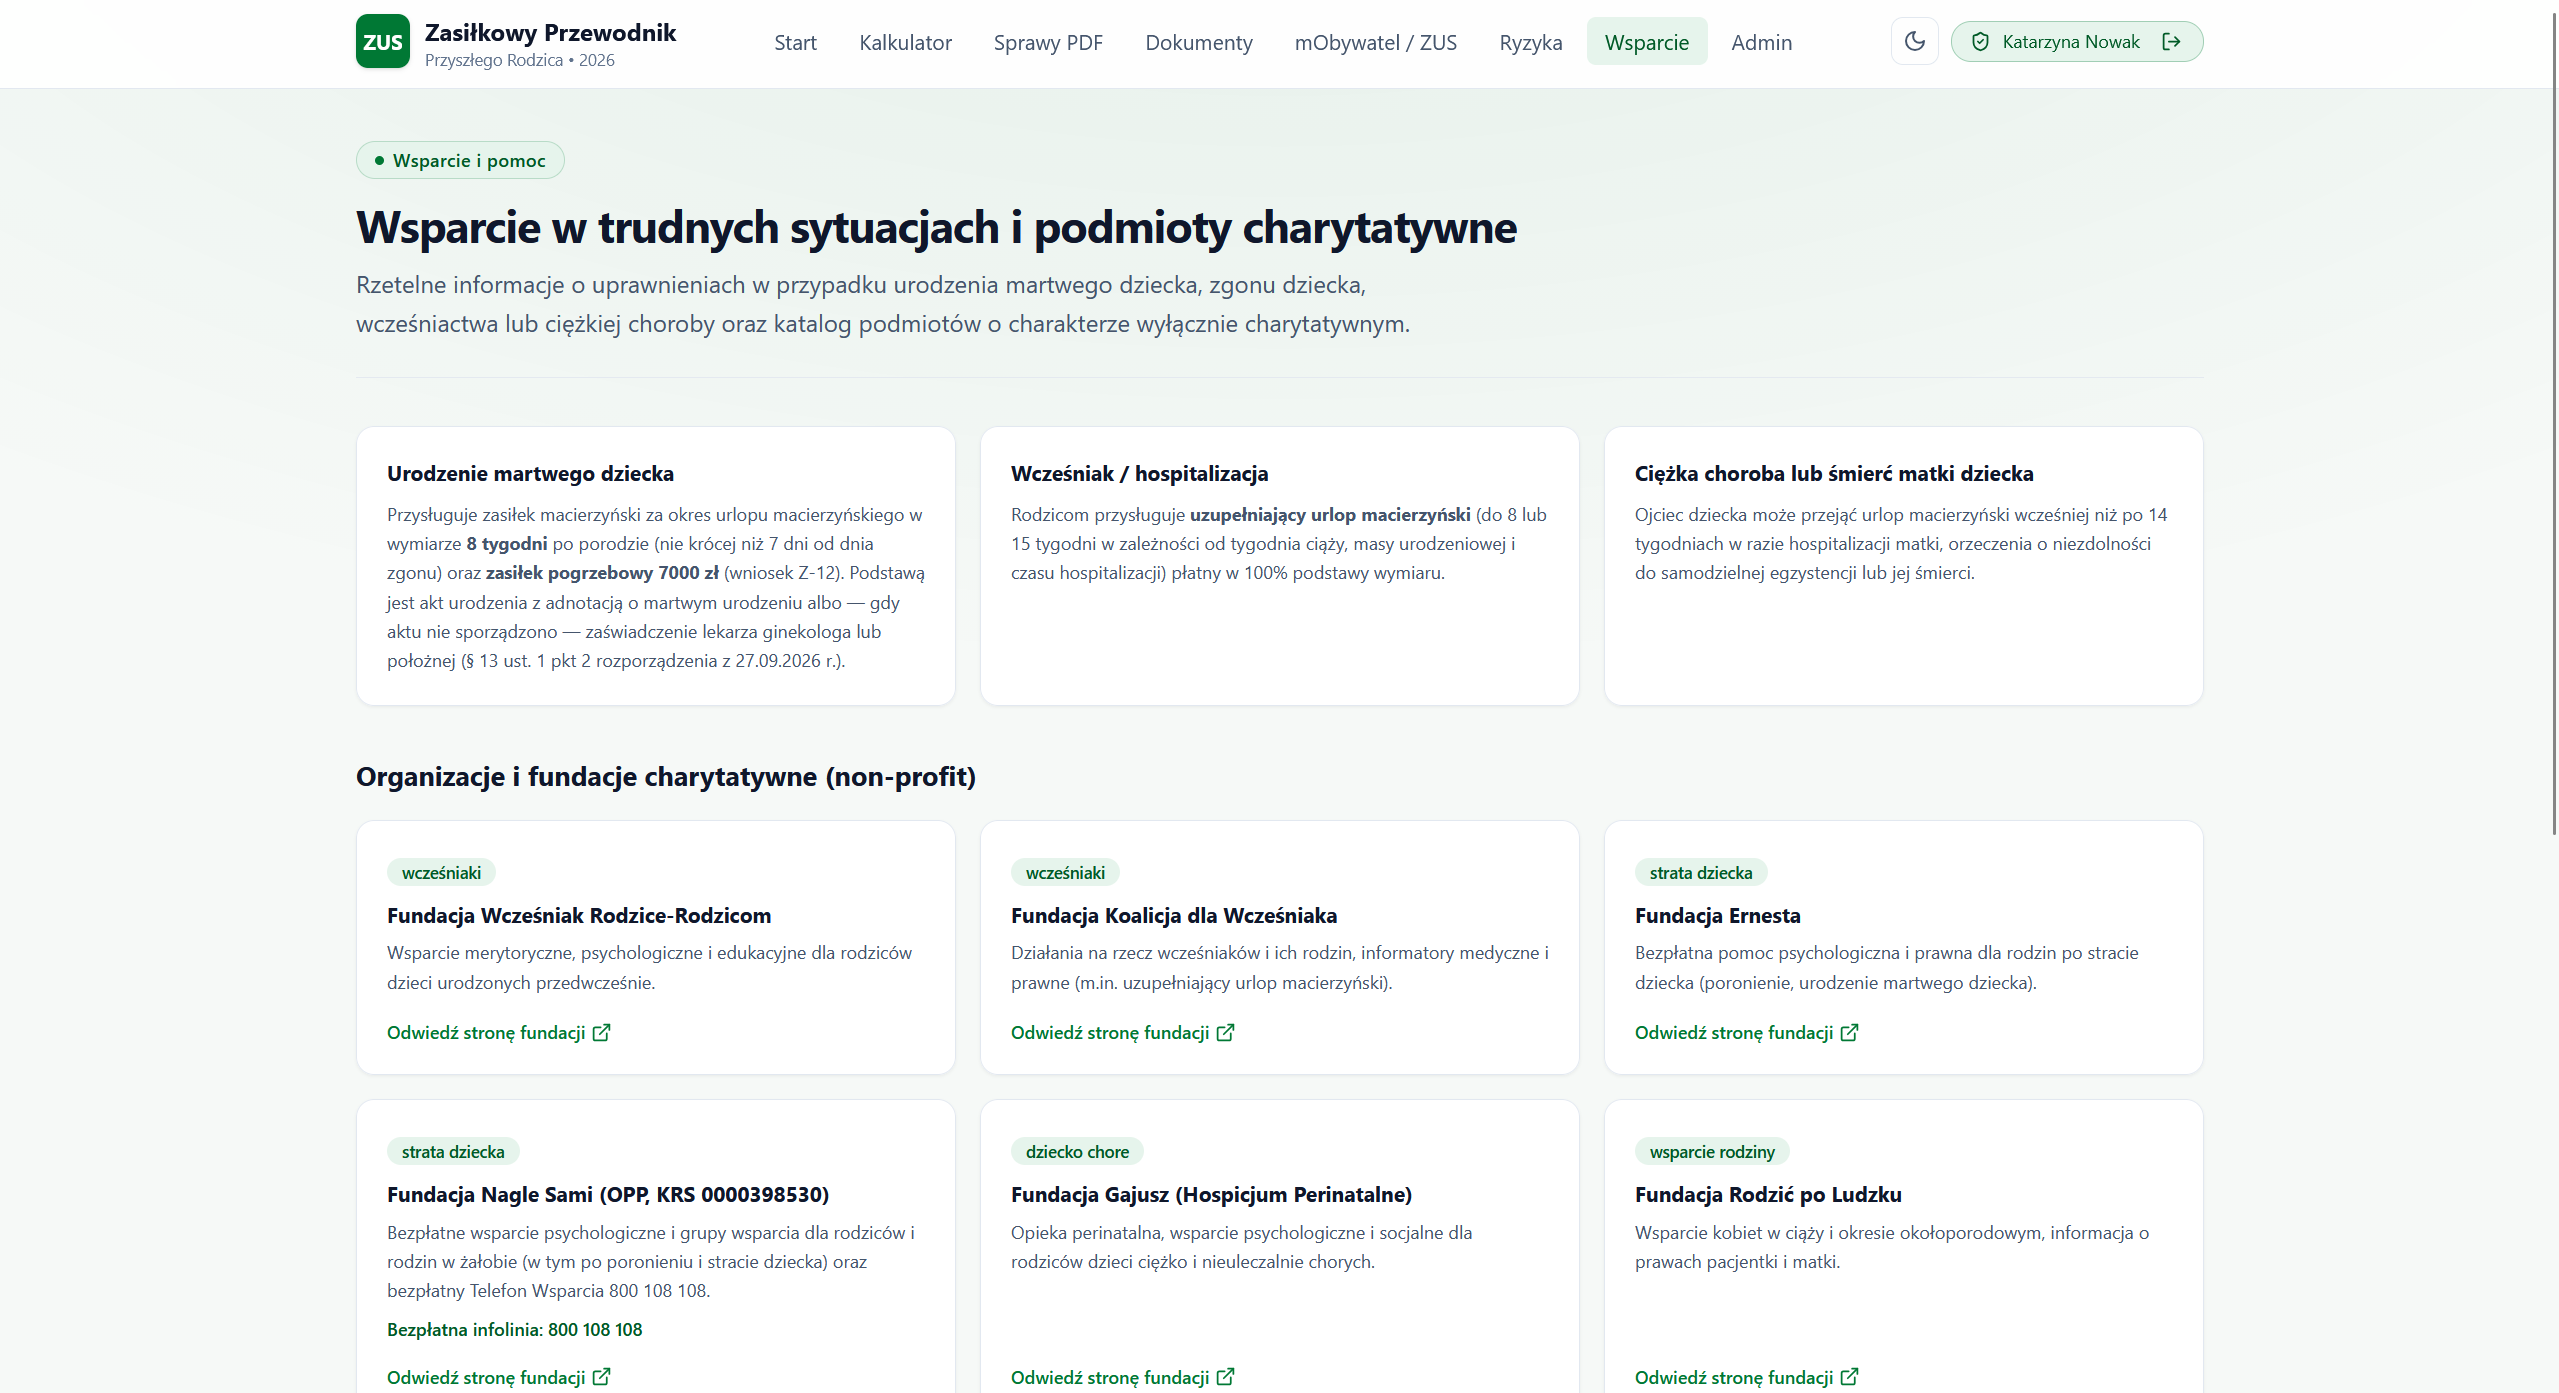 ZUS
Zasiłkowy Przewodnik
Przyszłego Rodzica • 2026
Start
Kalkulator
Sprawy PDF
Dokumenty
mObywatel / ZUS
Ryzyka
Wsparcie
Admin
Katarzyna Nowak
Wsparcie i pomoc
Wsparcie w trudnych sytuacjach i podmioty charytatywne
Rzetelne informacje o uprawnieniach w przypadku urodzenia martwego dziecka, zgonu dziecka,
wcześniactwa lub ciężkiej choroby oraz katalog podmiotów o charakterze wyłącznie charytatywnym.
Urodzenie martwego dziecka
Przysługuje zasiłek macierzyński za okres urlopu macierzyńskiego w
wymiarze 8 tygodni po porodzie (nie krócej niż 7 dni od dnia
zgonu) oraz zasiłek pogrzebowy 7000 zł (wniosek Z-12). Podstawą
jest akt urodzenia z adnotacją o martwym urodzeniu albo — gdy
aktu nie sporządzono — zaświadczenie lekarza ginekologa lub
położnej (§ 13 ust. 1 pkt 2 rozporządzenia z 27.09.2026 r.).
Wcześniak / hospitalizacja
Rodzicom przysługuje uzupełniający urlop macierzyński (do 8 lub
15 tygodni w zależności od tygodnia ciąży, masy urodzeniowej i
czasu hospitalizacji) płatny w 100% podstawy wymiaru.
Ciężka choroba lub śmierć matki dziecka
Ojciec dziecka może przejąć urlop macierzyński wcześniej niż po 14
tygodniach w razie hospitalizacji matki, orzeczenia o niezdolności
do samodzielnej egzystencji lub jej śmierci.
Organizacje i fundacje charytatywne (non-profit)
wcześniaki
Fundacja Wcześniak Rodzice-Rodzicom
Wsparcie merytoryczne, psychologiczne i edukacyjne dla rodziców
dzieci urodzonych przedwcześnie.
Odwiedź stronę fundacji
wcześniaki
Fundacja Koalicja dla Wcześniaka
Działania na rzecz wcześniaków i ich rodzin, informatory medyczne i
prawne (m.in. uzupełniający urlop macierzyński).
Odwiedź stronę fundacji
strata dziecka
Fundacja Ernesta
Bezpłatna pomoc psychologiczna i prawna dla rodzin po stracie
dziecka (poronienie, urodzenie martwego dziecka).
Odwiedź stronę fundacji
strata dziecka
Fundacja Nagle Sami (OPP, KRS 0000398530)
Bezpłatne wsparcie psychologiczne i grupy wsparcia dla rodziców i
rodzin w żałobie (w tym po poronieniu i stracie dziecka) oraz
bezpłatny Telefon Wsparcia 800 108 108.
Bezpłatna infolinia: 800 108 108
Odwiedź stronę fundacji
dziecko chore
Fundacja Gajusz (Hospicjum Perinatalne)
Opieka perinatalna, wsparcie psychologiczne i socjalne dla
rodziców dzieci ciężko i nieuleczalnie chorych.
Odwiedź stronę fundacji
wsparcie rodziny
Fundacja Rodzić po Ludzku
Wsparcie kobiet w ciąży i okresie okołoporodowym, informacja o
prawach pacjentki i matki.
Odwiedź stronę fundacji